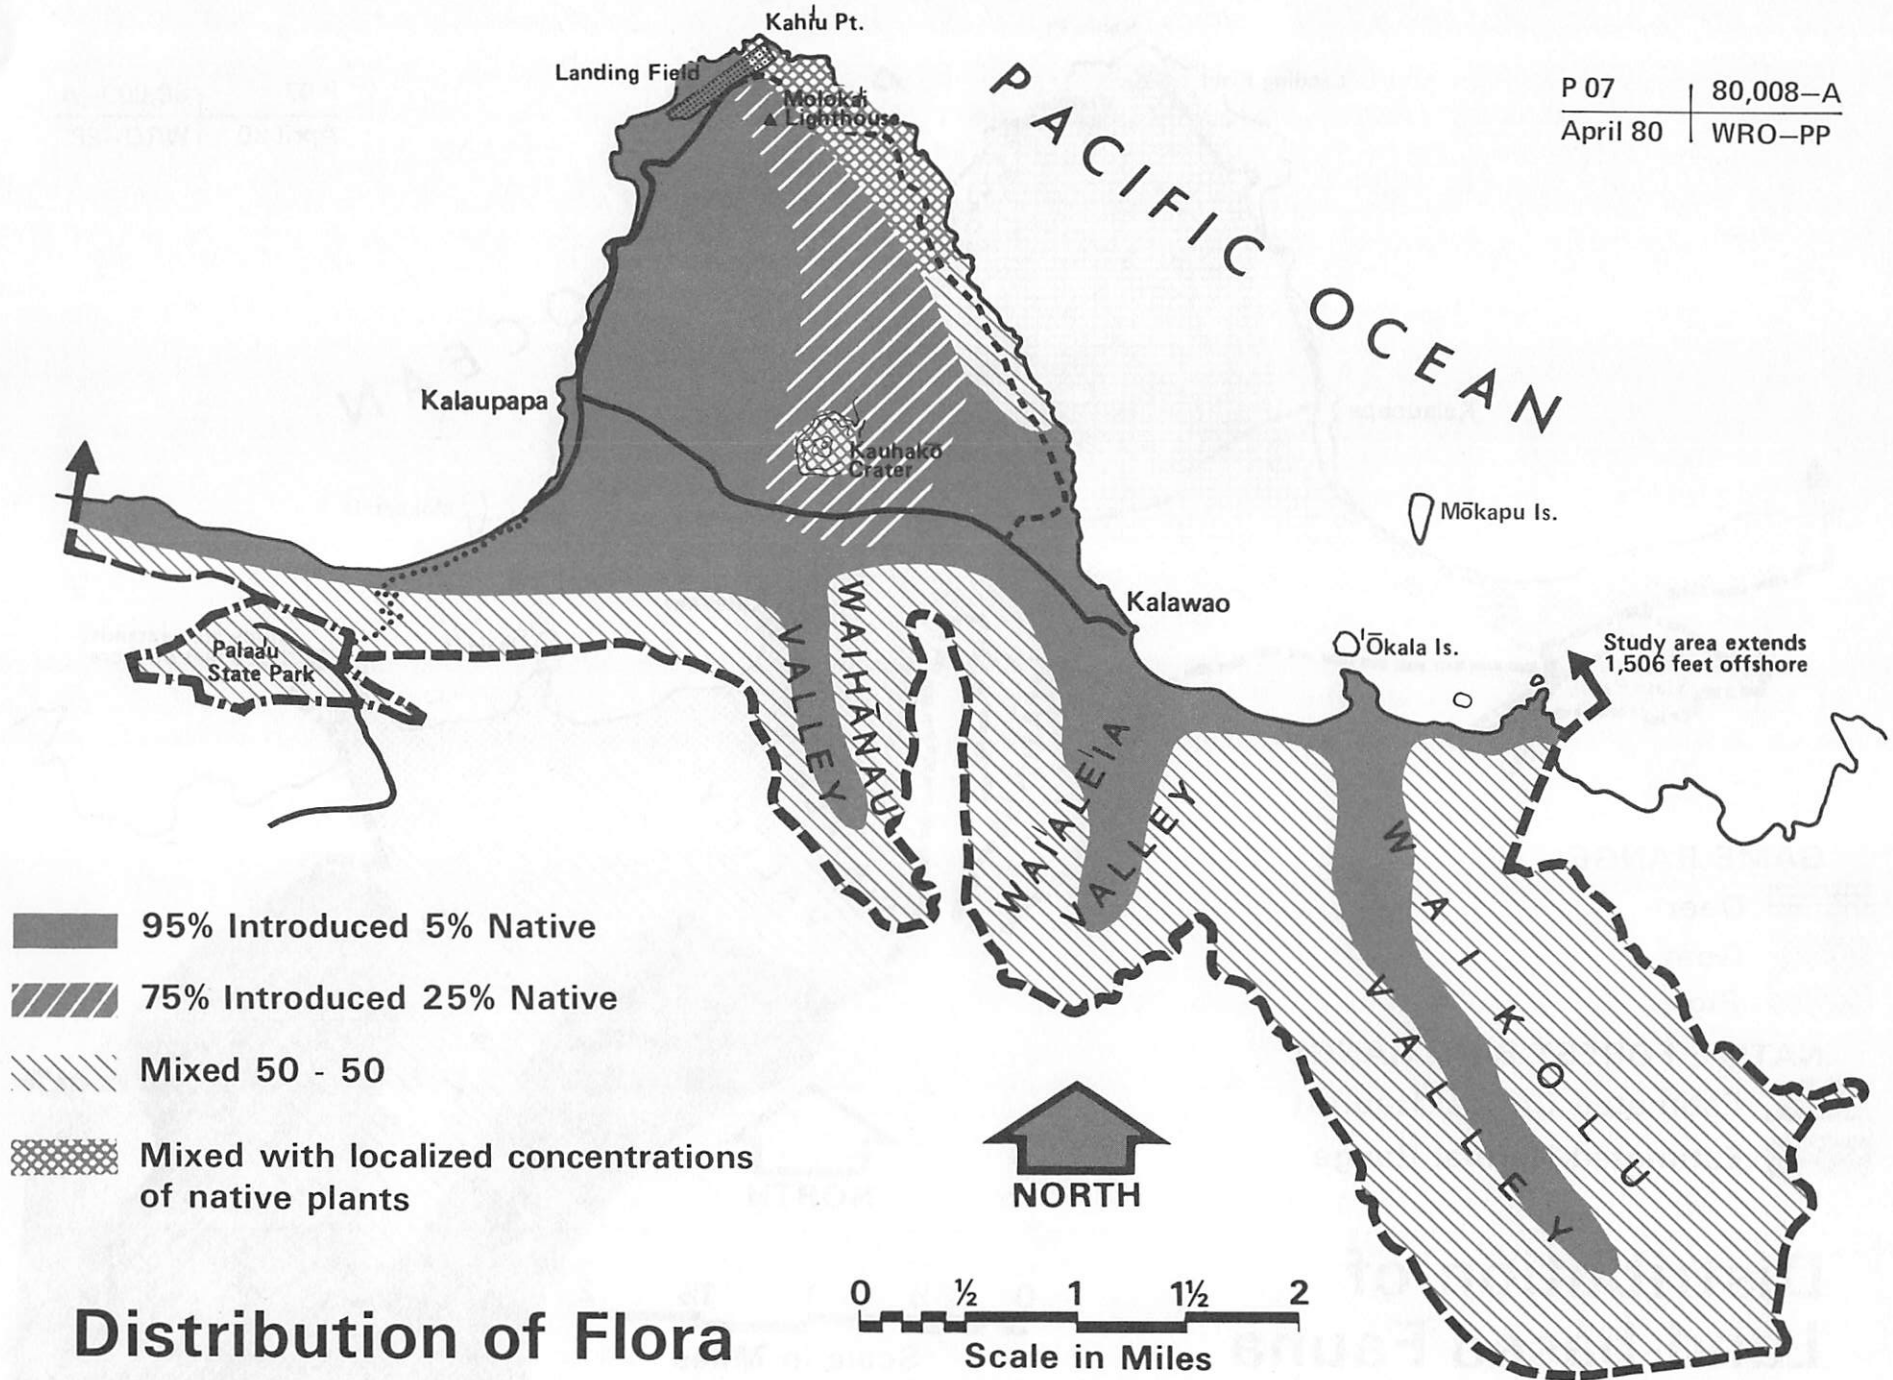 Kahiʻu Pt.
Landing Field
Molokai
Lighthouse
PACIFIC OCEAN
P 07 80,008—A
April 80 WRO—PP
Kalaupapa
Kauhakō
Crater
Mōkapu Is.
Kalawao
ʻŌkala Is.
Study area extends
1,506 feet offshore
Palaau
State Park
WAIHĀNAU
VALLEY
WAIʻALEʻIA
VALLEY
WAIKOLU
VALLEY
95% Introduced 5% Native
75% Introduced 25% Native
Mixed 50 - 50
Mixed with localized concentrations
of native plants
NORTH
Distribution of Flora
0 ½ 1 1½ 2
Scale in Miles